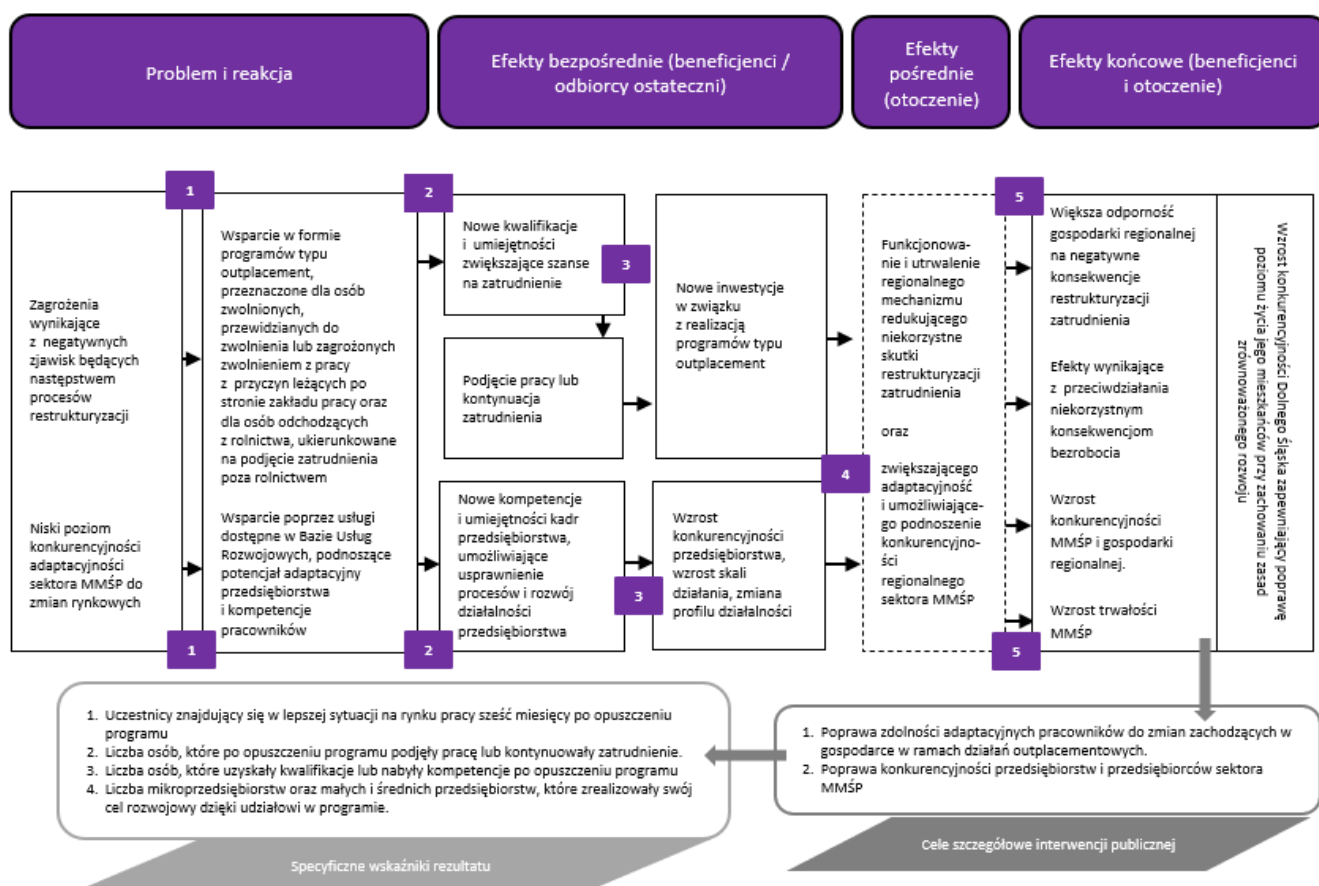 Problem i reakcja
Efekty bezpośrednie (beneficjenci /
odbiorcy ostateczni)
Efekty
pośrednie
(otoczenie)
Efekty końcowe (beneficjenci
i otoczenie)
1
2
3
5
Zagrożenia
wynikające
z negatywnych
zjawisk będących
następstwem
procesów
restrukturyzacji
Niski poziom
konkurencyjności
adaptacyjności
sektora MMŚP do
zmian rynkowych
Wsparcie w formie
programów typu
outplacement,
przeznaczone dla osób
zwolnionych,
przewidzianych do
zwolnienia lub zagrożonych
zwolnieniem z pracy
z przyczyn leżących po
stronie zakładu pracy oraz
dla osób odchodzących
z rolnictwa, ukierunkowane
na podjęcie zatrudnienia
poza rolnictwem
Wsparcie poprzez usługi
dostępne w Bazie Usług
Rozwojowych, podnoszące
potencjał adaptacyjny
przedsiębiorstwa
i kompetencje
pracowników
Nowe kwalifikacje
i umiejętności
zwiększające szanse
na zatrudnienie
Podjęcie pracy lub
kontynuacja
zatrudnienia
Nowe kompetencje
i umiejętności kadr
przedsiębiorstwa,
umożliwiające
usprawnienie
procesów i rozwój
działalności
przedsiębiorstwa
Nowe inwestycje
w związku
z realizacją
programów typu
outplacement
Wzrost
konkurencyjności
przedsiębiorstwa,
wzrost skali
działania, zmiana
profilu działalności
Funkcjonowa-
nie i utrwalenie
regionalnego
mechanizmu
redukującego
niekorzystne
skutki
restrukturyzacji
zatrudnienia
oraz
zwiększającego
adaptacyjność
i umożliwiające-
go podnoszenie
konkurencyjno-
ści
regionalnego
sektora MMŚP
Większa odporność
gospodarki regionalnej
na negatywne
konsekwencje
restrukturyzacji
zatrudnienia
Efekty wynikające
z przeciwdziałania
niekorzystnym
konsekwencjom
bezrobocia
Wzrost
konkurencyjności
MMŚP i gospodarki
regionalnej.
Wzrost trwałości
MMŚP
Wzrost konkurencyjności Dolnego Śląska zapewniający poprawę
poziomu życia jego mieszkańców przy zachowaniu zasad
zrównoważonego rozwoju
4
3
1
2
5
1. Uczestnicy znajdujący się w lepszej sytuacji na rynku pracy sześć miesięcy po opuszczeniu
programu
2. Liczba osób, które po opuszczeniu programu podjęły pracę lub kontynuowały zatrudnienie.
3. Liczba osób, które uzyskały kwalifikacje lub nabyły kompetencje po opuszczeniu programu
4. Liczba mikroprzedsiębiorstw oraz małych i średnich przedsiębiorstw, które zrealizowały swój
cel rozwojowy dzięki udziałowi w programie.
Specyficzne wskaźniki rezultatu
1. Poprawa zdolności adaptacyjnych pracowników do zmian zachodzących w
gospodarce w ramach działań outplacementowych.
2. Poprawa konkurencyjności przedsiębiorstw i przedsiębiorców sektora
MMŚP
Cele szczegółowe interwencji publicznej